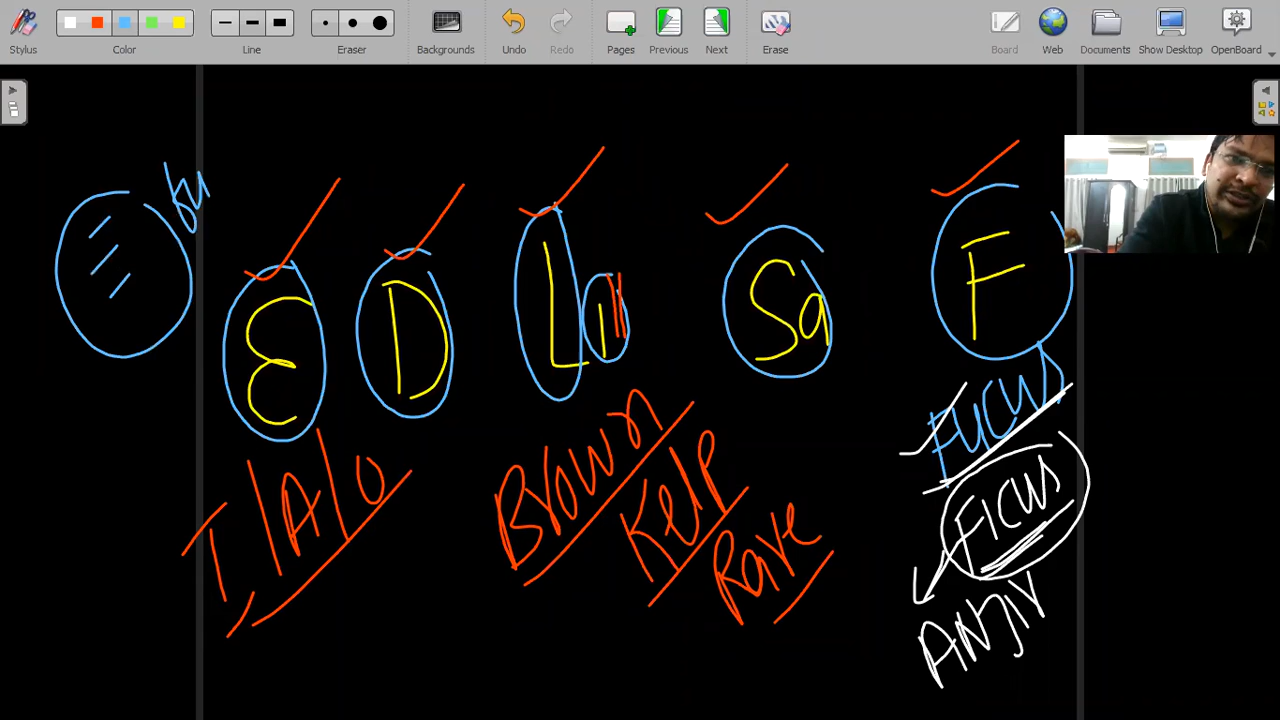 Stylus
Color
Line
Eraser
Backgrounds
Undo
Redo
Pages
Previous
Next
Erase
Board
Web
Documents
Show Desktop
OpenBoard
E
D
L
Sa
F
FUCUS
FICUS
ANJIR
I/A/O
Brown
Kelp
Rare